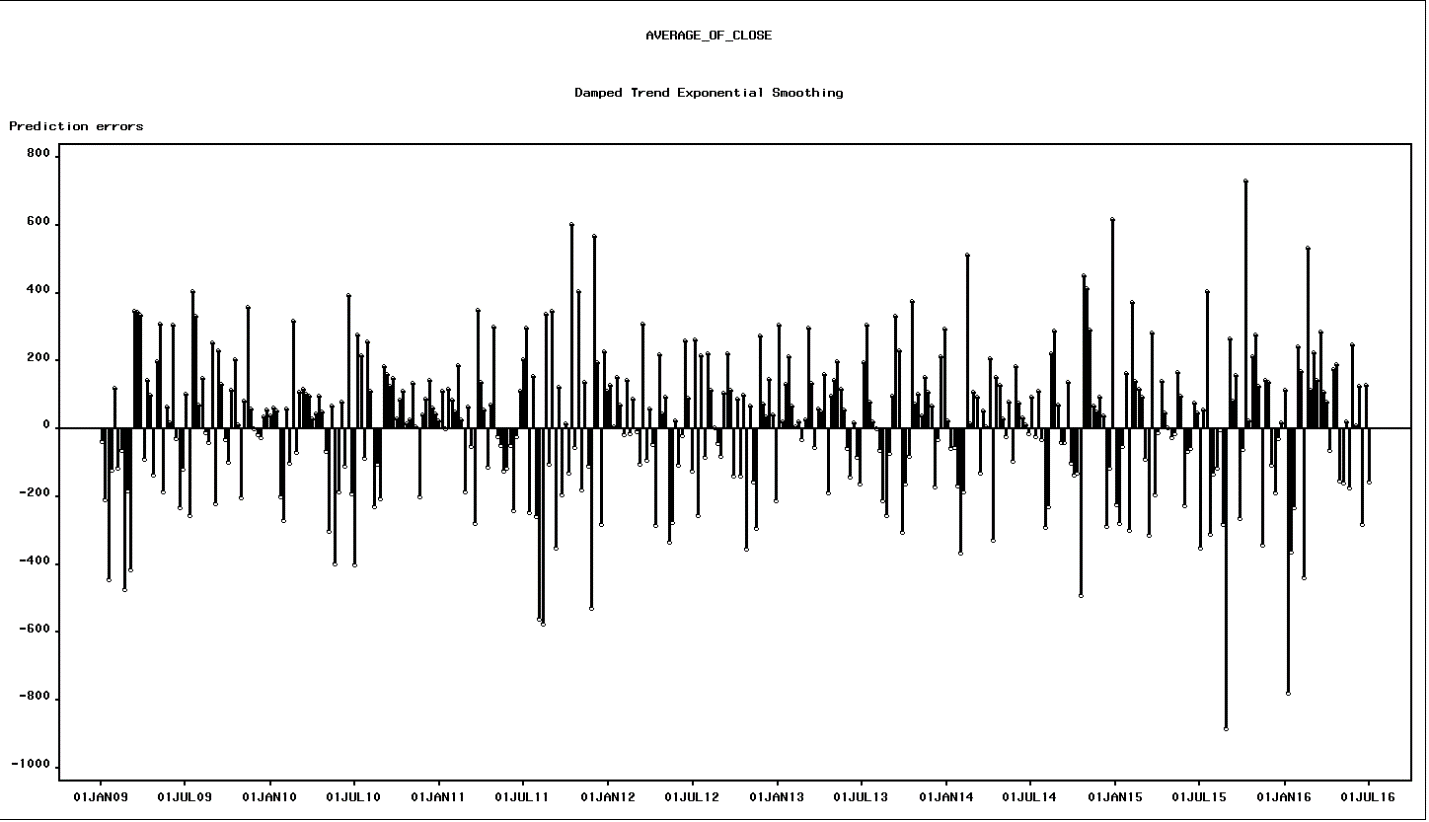 AVERAGE_OF_CLOSE
Damped Trend Exponential Smoothing
Prediction errors
800
600
400
200
0
-200
-400
-600
-800
-1000
01JAN09 01JUL09 01JAN10 01JUL10 01JAN11 01JUL11 01JAN12 01JUL12 01JAN13 01JUL13 01JAN14 01JUL14 01JAN15 01JUL15 01JAN16 01JUL16